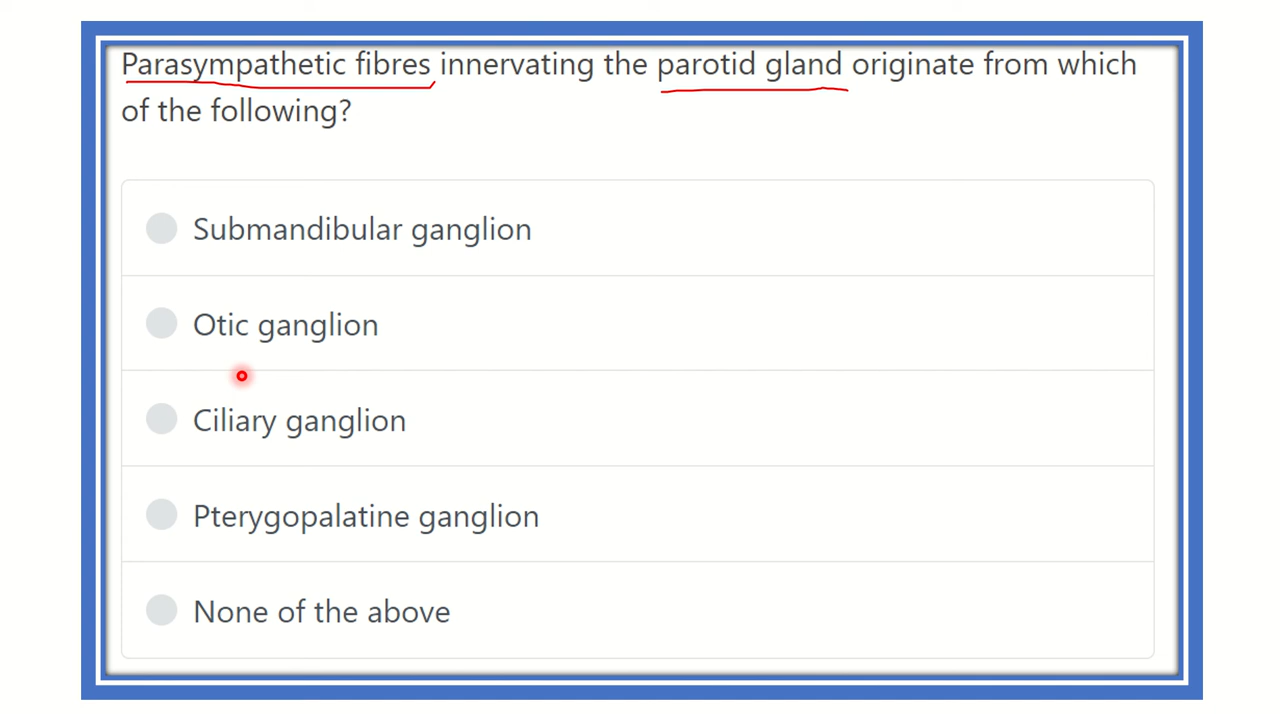 Parasympathetic fibres innervating the parotid gland originate from which
of the following?
Submandibular ganglion
Otic ganglion
Ciliary ganglion
Pterygopalatine ganglion
None of the above